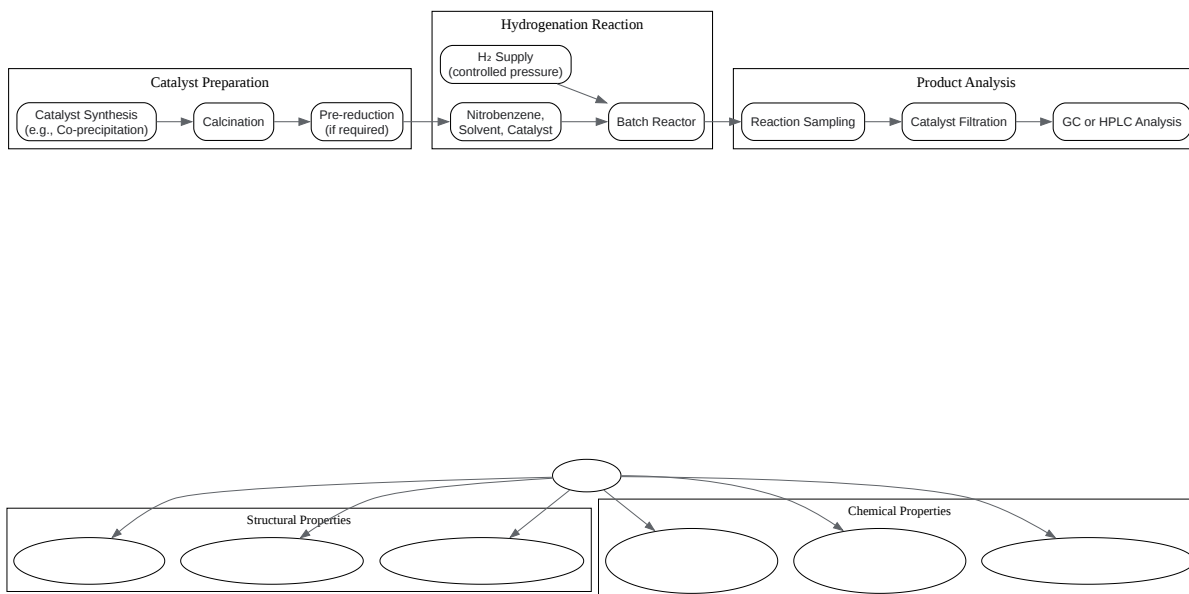 Hydrogenation Reaction
H₂ Supply
(controlled pressure)
Catalyst Preparation
Product Analysis
Catalyst Synthesis
(e.g., Co-precipitation)
Calcination
Pre-reduction
(if required)
Nitrobenzene,
Solvent, Catalyst
Batch Reactor
Reaction Sampling
Catalyst Filtration
GC or HPLC Analysis
Structural Properties
Chemical Properties